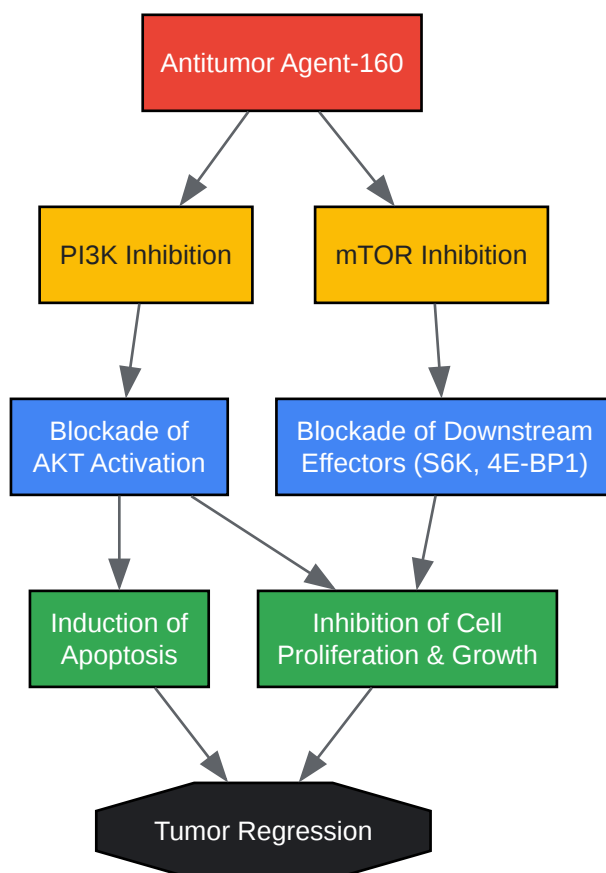 Antitumor Agent-160
PI3K Inhibition
mTOR Inhibition
Blockade of
AKT Activation
Blockade of Downstream
Effectors (S6K, 4E-BP1)
Induction of
Apoptosis
Inhibition of Cell
Proliferation & Growth
Tumor Regression